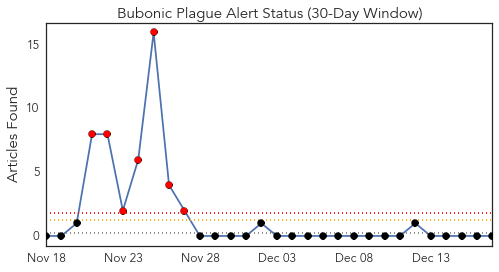 Bubonic Plague Alert Status (30-Day Window)
Articles Found
15
10
5
0
Nov 18 Nov 23 Nov 28 Dec 03 Dec 08 Dec 13